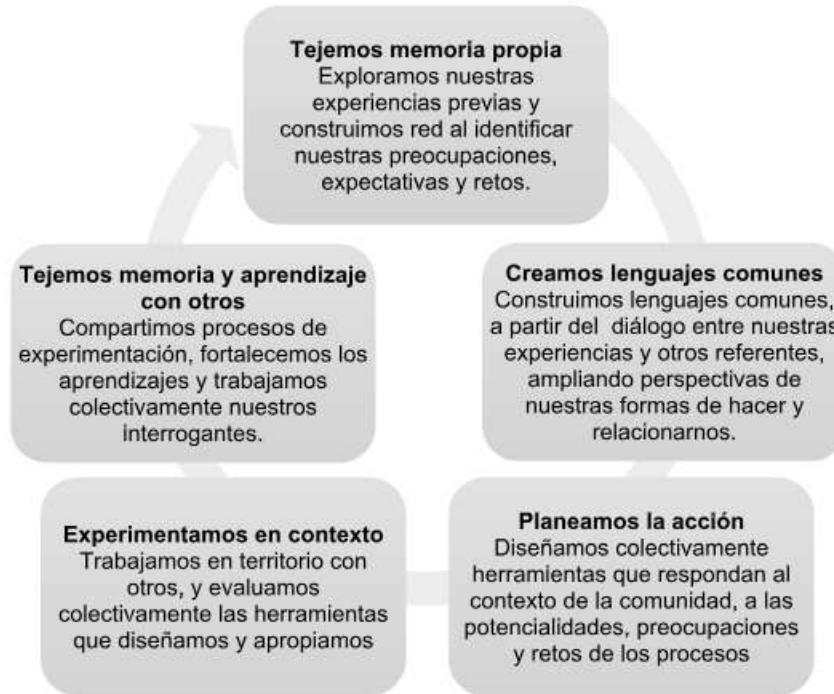 Tejemos memoria propia
Exploramos nuestras
experiencias previas y
construimos red al identificar
nuestras preocupaciones,
expectativas y retos.
Creamos lenguajes comunes
Construimos lenguajes comunes,
a partir del diálogo entre nuestras
experiencias y otros referentes,
ampliando perspectivas de
nuestras formas de hacer y
relacionarnos.
Planeamos la acción
Diseñamos colectivamente
herramientas que respondan al
contexto de la comunidad, a las
potencialidades, preocupaciones
y retos de los procesos
Experimentamos en contexto
Trabajamos en territorio con
otros, y evaluamos
colectivamente las herramientas
que diseñamos y apropiamos
Tejemos memoria y aprendizaje
con otros
Compartimos procesos de
experimentación, fortalecemos los
aprendizajes y trabajamos
colectivamente nuestros
interrogantes.